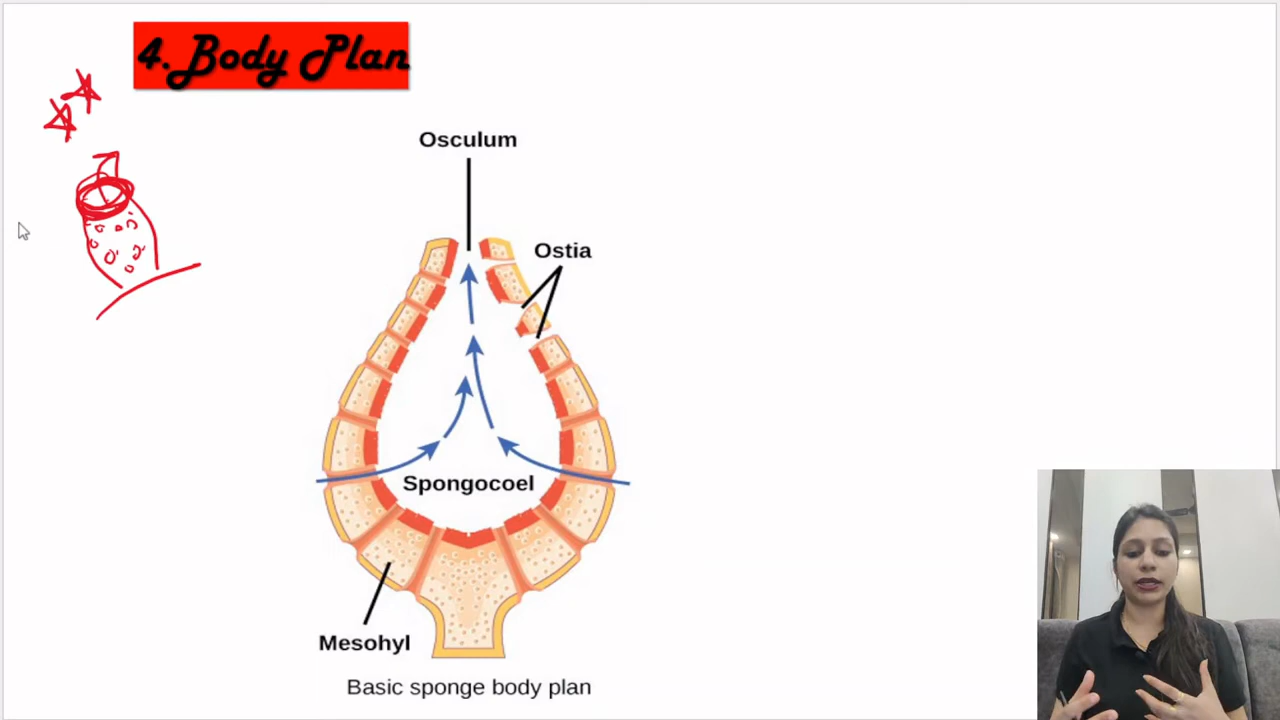 4. Body Plan
Osculum
Ostia
Spongocoel
Mesohyl
Basic sponge body plan